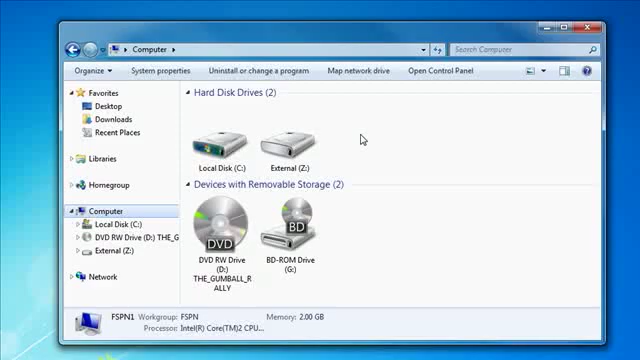 Computer
Search Computer
Organize
System properties
Uninstall or change a program
Map network drive
Open Control Panel
Favorites
Desktop
Downloads
Recent Places
Libraries
Homegroup
Computer
Local Disk (C:)
DVD RW Drive (D:) THE_G
External (Z:)
Network
Hard Disk Drives (2)
Local Disk (C:)
External (Z:)
Devices with Removable Storage (2)
DVD
DVD RW Drive
(D:)
THE_GUMBALL_R
ALLY
BD
BD-ROM Drive
(G:)
FSPN1
Workgroup: FSPN
Memory: 2.00 GB
Processor: Intel(R) Core(TM)2 CPU...